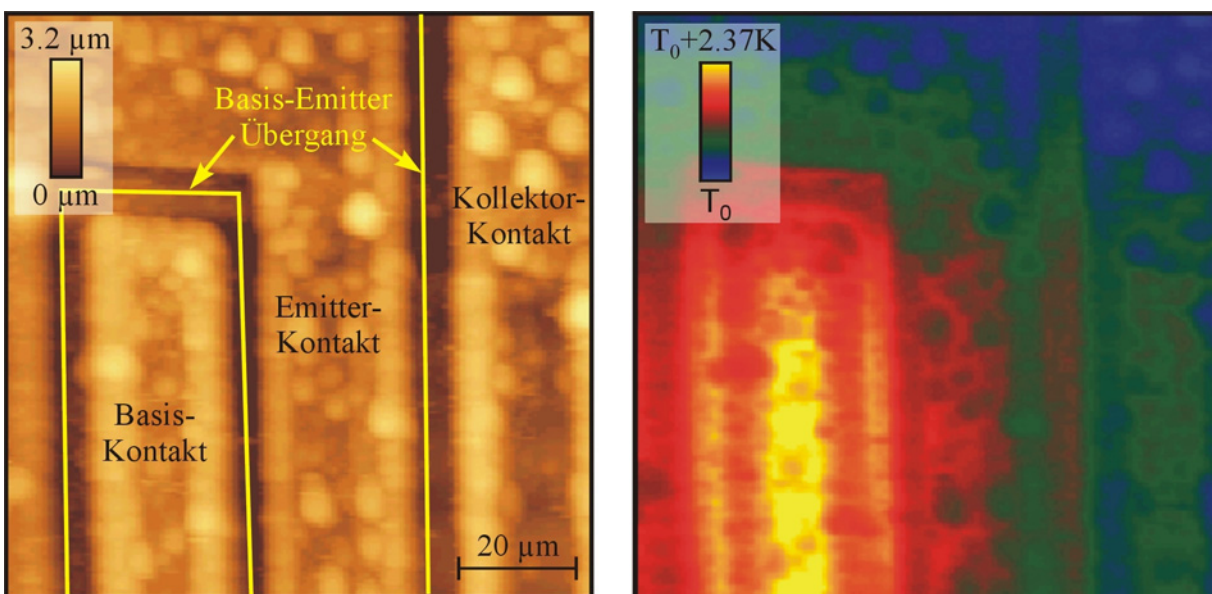 3.2 µm
0 µm
Basis-Emitter
Übergang
Kollektor-
Kontakt
Emitter-
Kontakt
Basis-
Kontakt
20 µm
T₀+2.37K
T₀